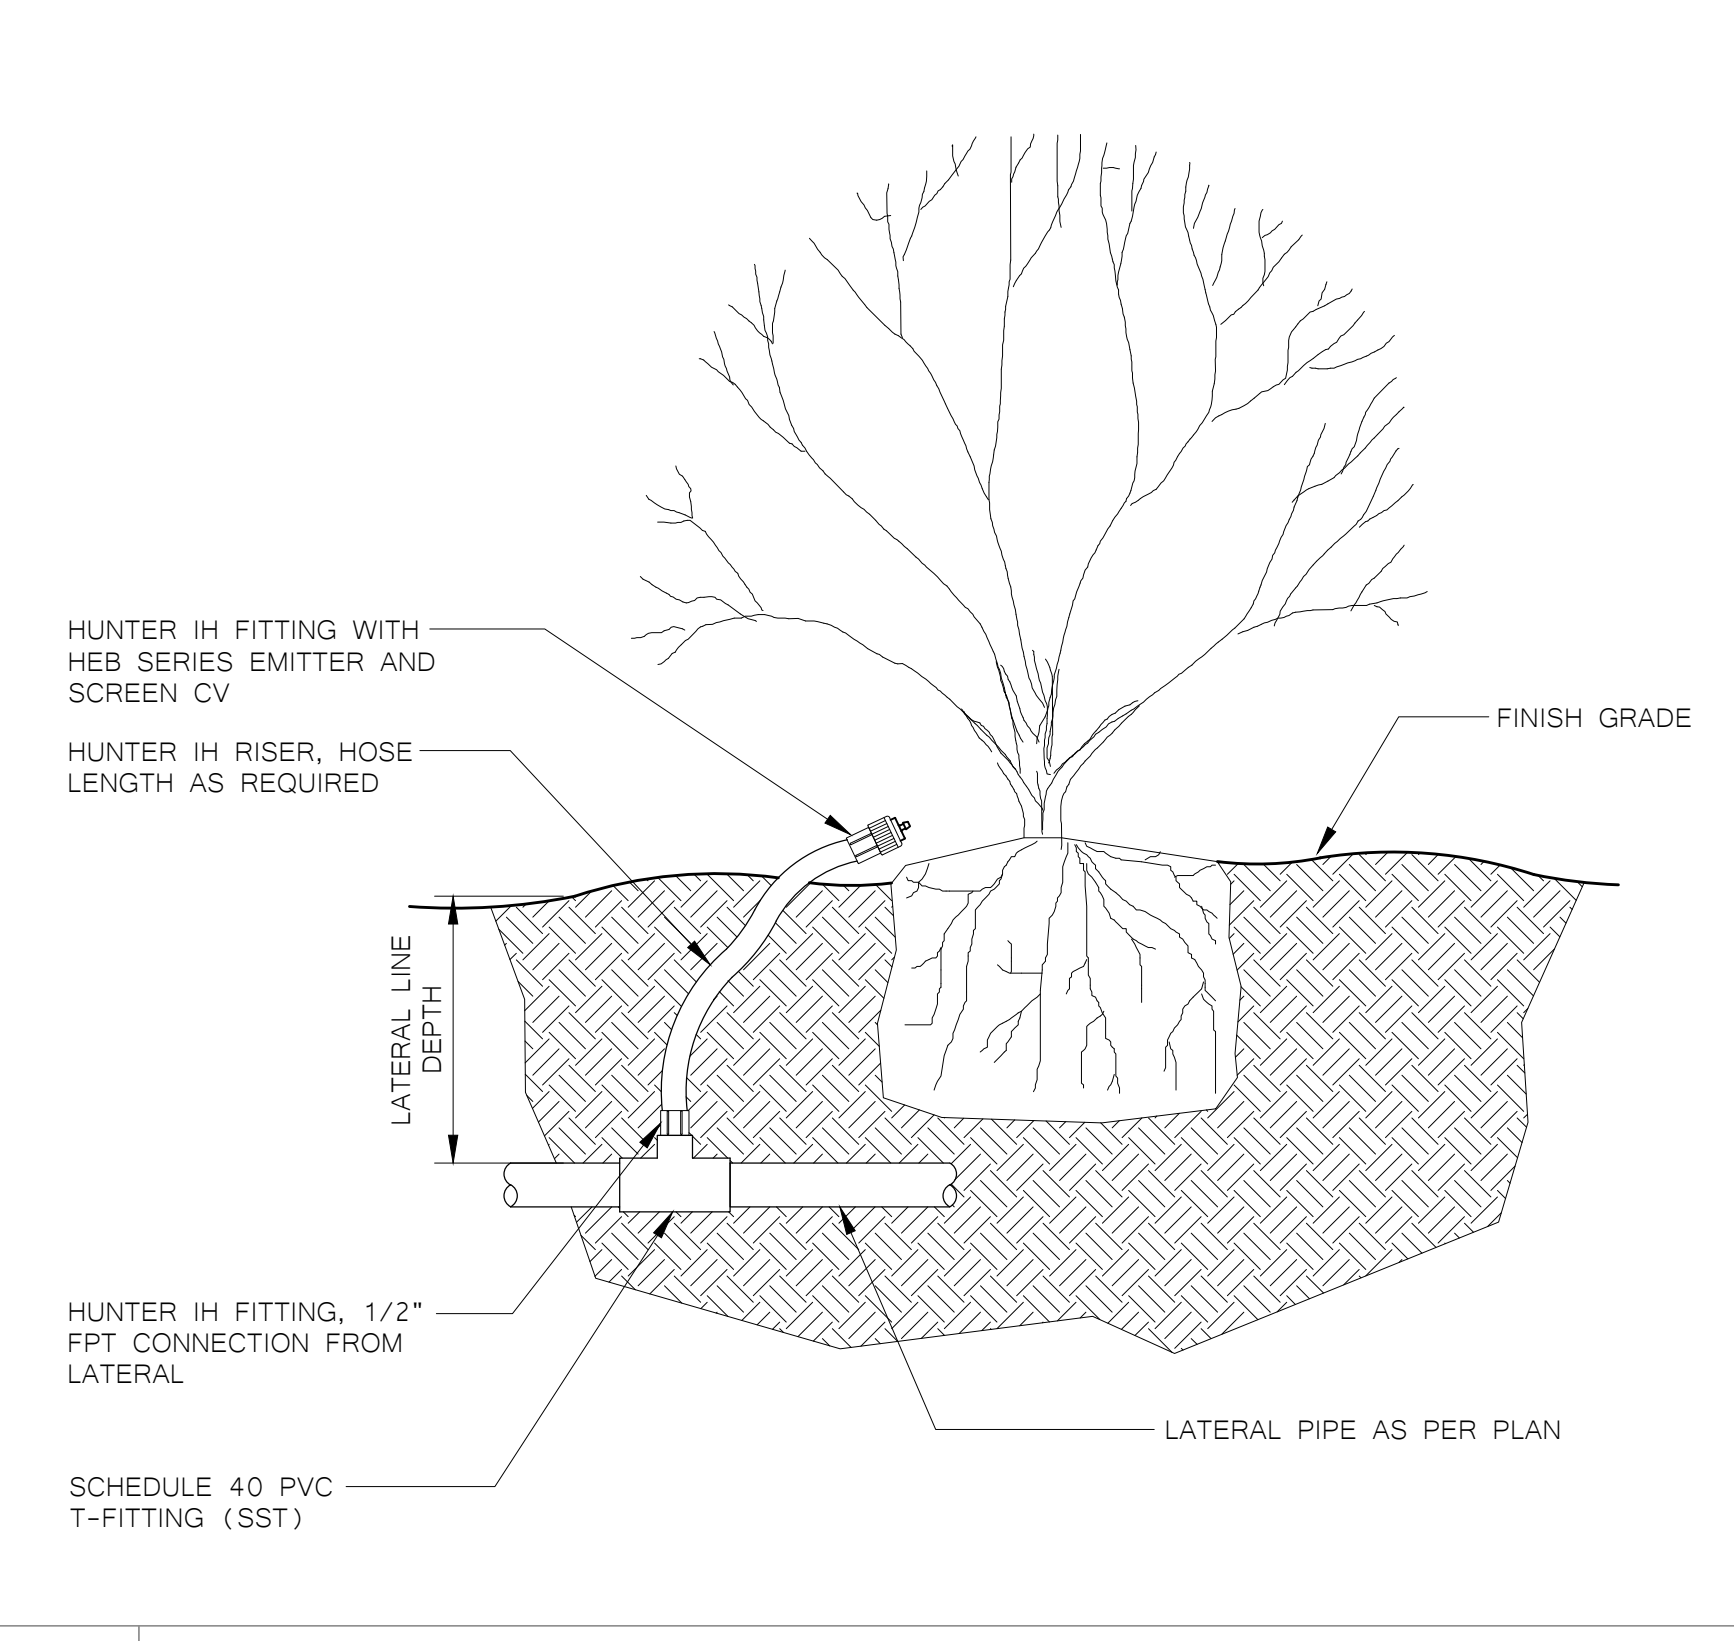 HUNTER IH FITTING WITH
HEB SERIES EMITTER AND
SCREEN CV
HUNTER IH RISER, HOSE
LENGTH AS REQUIRED
FINISH GRADE
LATERAL LINE
DEPTH
HUNTER IH FITTING, 1/2"
FPT CONNECTION FROM
LATERAL
LATERAL PIPE AS PER PLAN
SCHEDULE 40 PVC
T-FITTING (SST)